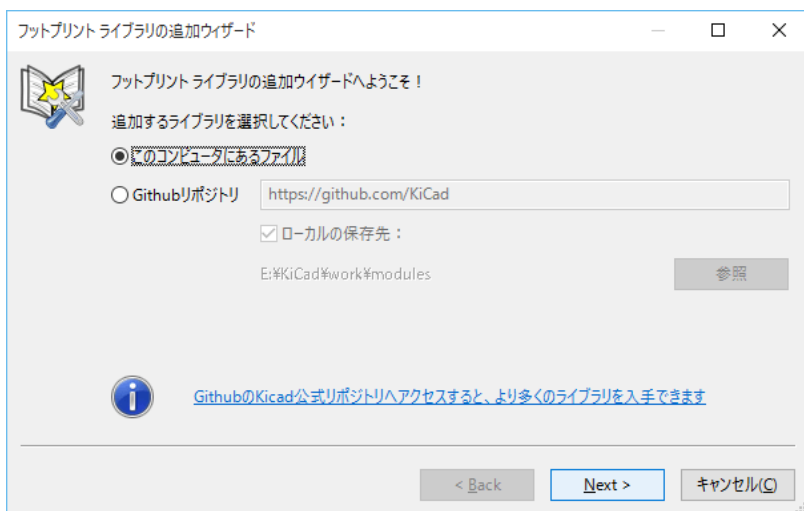 フットプリント ライブラリの追加ウィザード
フットプリント ライブラリの追加ウイザードへようこそ！
追加するライブラリを選択してください：
このコンピュータにあるファイル
Githubリポジトリ https://github.com/KiCad
ローカルの保存先：
E:¥KiCad¥work¥modules 参照
GithubのKicad公式リポジトリへアクセスすると、より多くのライブラリを入手できます
< Back Next > キャンセル(C)